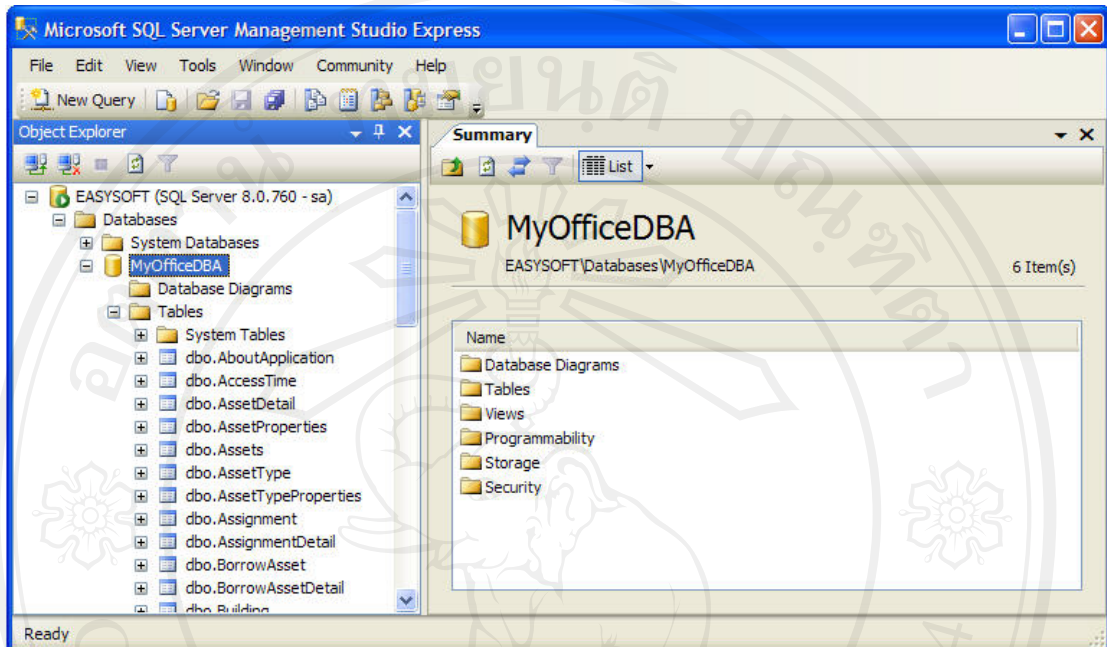 Microsoft SQL Server Management Studio Express
File Edit View Tools Window Community Help
New Query
Object Explorer
EASYSOFT (SQL Server 8.0.760 - sa)
Databases
System Databases
MyOfficeDBA
Database Diagrams
Tables
System Tables
dbo.AboutApplication
dbo.AccessTime
dbo.AssetDetail
dbo.AssetProperties
dbo.Assets
dbo.AssetType
dbo.AssetTypeProperties
dbo.Assignment
dbo.AssignmentDetail
dbo.BorrowAsset
dbo.BorrowAssetDetail
dbo.Building
Summary
List
MyOfficeDBA
EASYSOFT\Databases\MyOfficeDBA 6 Item(s)
Name
Database Diagrams
Tables
Views
Programmability
Storage
Security
Ready